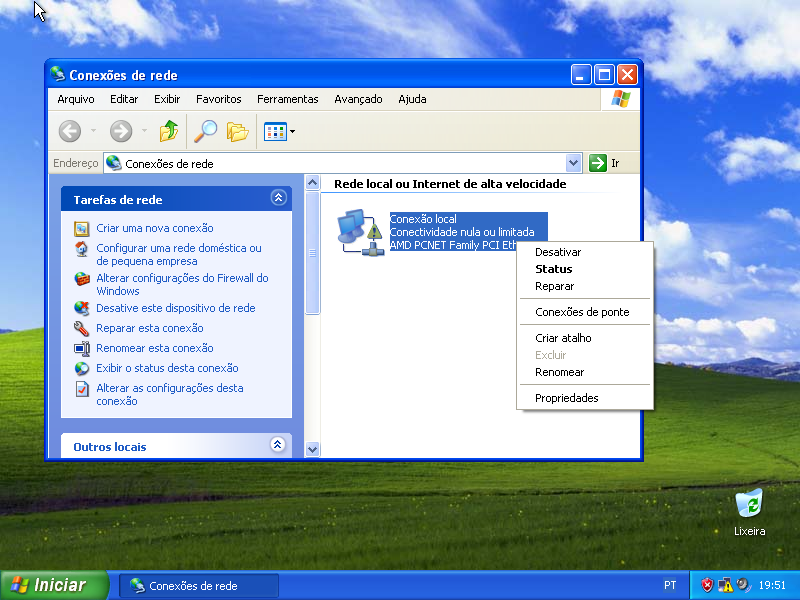 Conexões de rede
Arquivo Editar Exibir Favoritos Ferramentas Avançado Ajuda
Endereço Conexões de rede Ir
Tarefas de rede
Criar uma nova conexão
Configurar uma rede doméstica ou
de pequena empresa
Alterar configurações do Firewall do
Windows
Desative este dispositivo de rede
Reparar esta conexão
Renomear esta conexão
Exibir o status desta conexão
Alterar as configurações desta
conexão
Outros locais
Rede local ou Internet de alta velocidade
Conexão local
Conectividade nula ou limitada
AMD PCNET Family PCI Eth
Desativar
Status
Reparar
Conexões de ponte
Criar atalho
Excluir
Renomear
Propriedades
Lixeira
Iniciar
Conexões de rede
PT
19:51